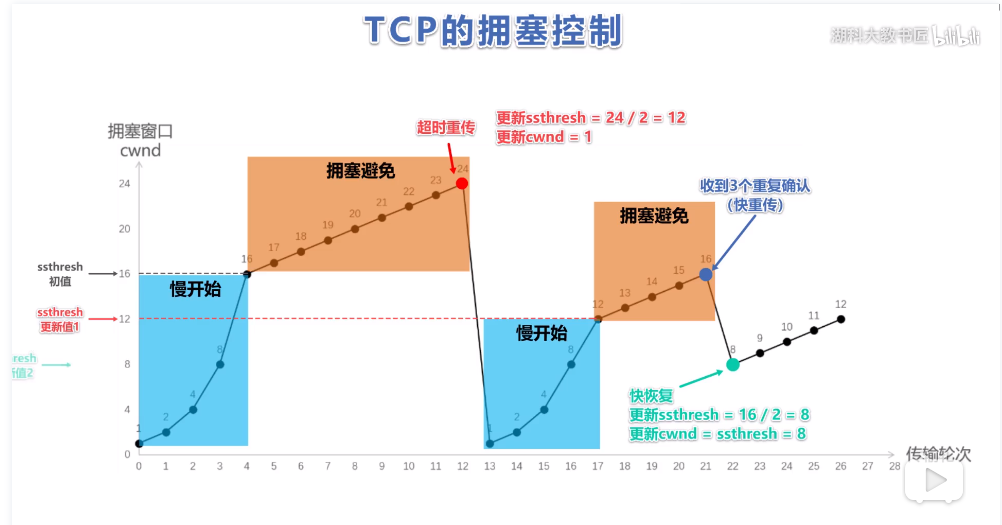 TCP的拥塞控制
湖科大教书匠 bilibili
超时重传
更新ssthresh = 24 / 2 = 12
更新cwnd = 1
拥塞窗口
cwnd
拥塞避免
24
24
23
22
21
20
19
18
17
16
20
收到3个重复确认
(快重传)
拥塞避免
16
15
14
13
12
ssthresh
初值
16
慢开始
ssthresh
更新值1
12
慢开始
12
11
10
9
8
8
8
8
4
4
4
2
2
1
1
快恢复
更新ssthresh = 16 / 2 = 8
更新cwnd = ssthresh = 8
0
0 1 2 3 4 5 6 7 8 9 10 11 12 13 14 15 16 17 18 19 20 21 22 23 24 25 26 27 28
传输轮次